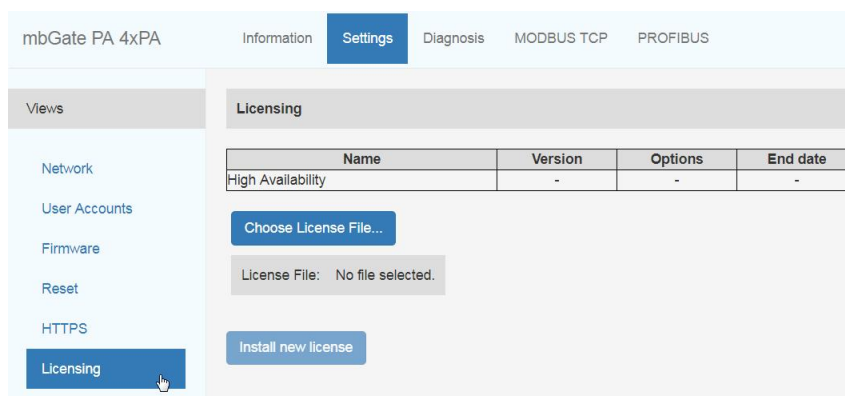 mbGate PA 4xPA Information Settings Diagnosis MODBUS TCP PROFIBUS
Views
Network
User Accounts
Firmware
Reset
HTTPS
Licensing
Licensing
Name Version Options End date
High Availability - - -
Choose License File...
License File: No file selected.
Install new license